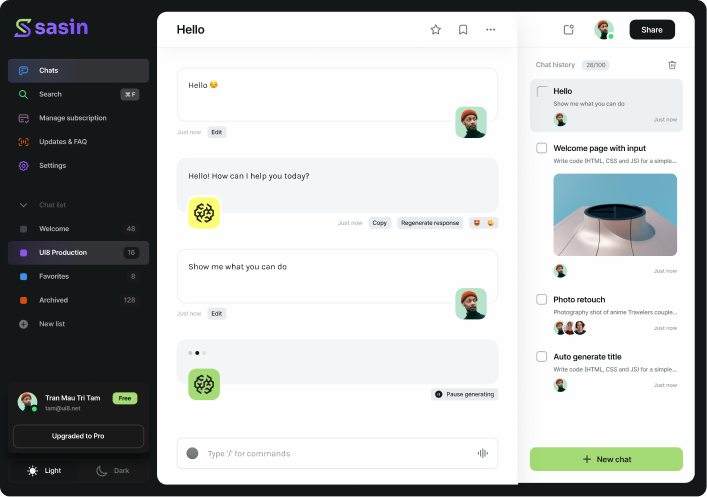 sasin
Chats
Search
⌘ F
Manage subscription
Updates & FAQ
Settings
Chat list
Welcome
48
UI8 Production
16
Favorites
8
Archived
128
New list
Tran Mau Tri Tam
tam@ui8.net
Free
Upgraded to Pro
Light
Dark
Hello
Hello 😏
Just now
Edit
Hello! How can I help you today?
Just now
Copy
Regenerate response
Show me what you can do
Just now
Edit
Pause generating
Type '/' for commands
Share
Chat history
26/100
Hello
Show me what you can do
Just now
Welcome page with input
Write code (HTML, CSS and JS) for a simple...
Just now
Photo retouch
Photography shot of anime Travelers couple...
Just now
Auto generate title
Write code (HTML, CSS and JS) for a simple...
Just now
New chat